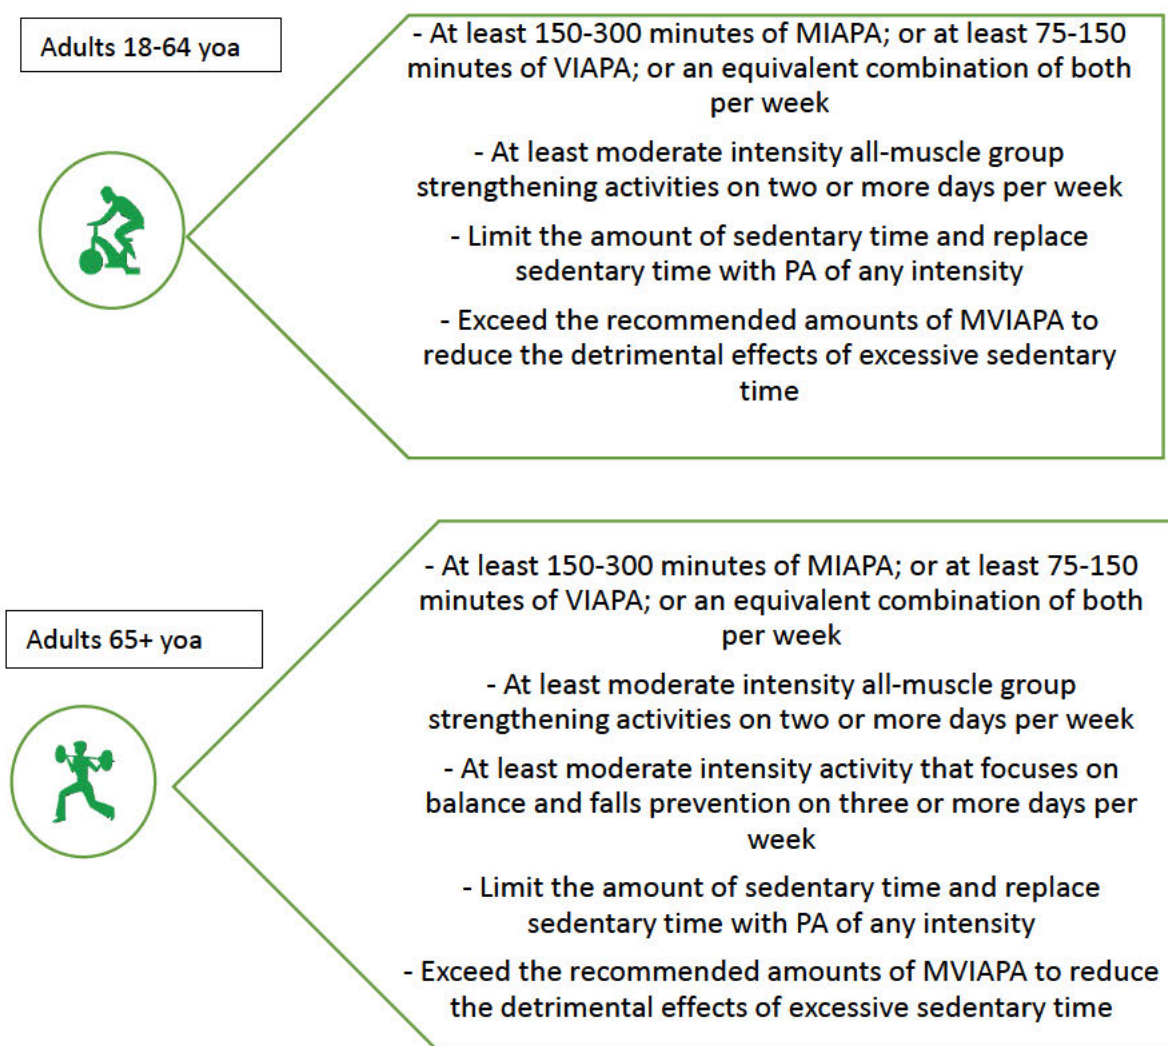 Adults 18-64 yoa
- At least 150-300 minutes of MIAPA; or at least 75-150
minutes of VIAPA; or an equivalent combination of both
per week
- At least moderate intensity all-muscle group
strengthening activities on two or more days per week
- Limit the amount of sedentary time and replace
sedentary time with PA of any intensity
- Exceed the recommended amounts of MVIAPA to
reduce the detrimental effects of excessive sedentary
time
Adults 65+ yoa
- At least 150-300 minutes of MIAPA; or at least 75-150
minutes of VIAPA; or an equivalent combination of both
per week
- At least moderate intensity all-muscle group
strengthening activities on two or more days per week
- At least moderate intensity activity that focuses on
balance and falls prevention on three or more days per
week
- Limit the amount of sedentary time and replace
sedentary time with PA of any intensity
- Exceed the recommended amounts of MVIAPA to reduce
the detrimental effects of excessive sedentary time